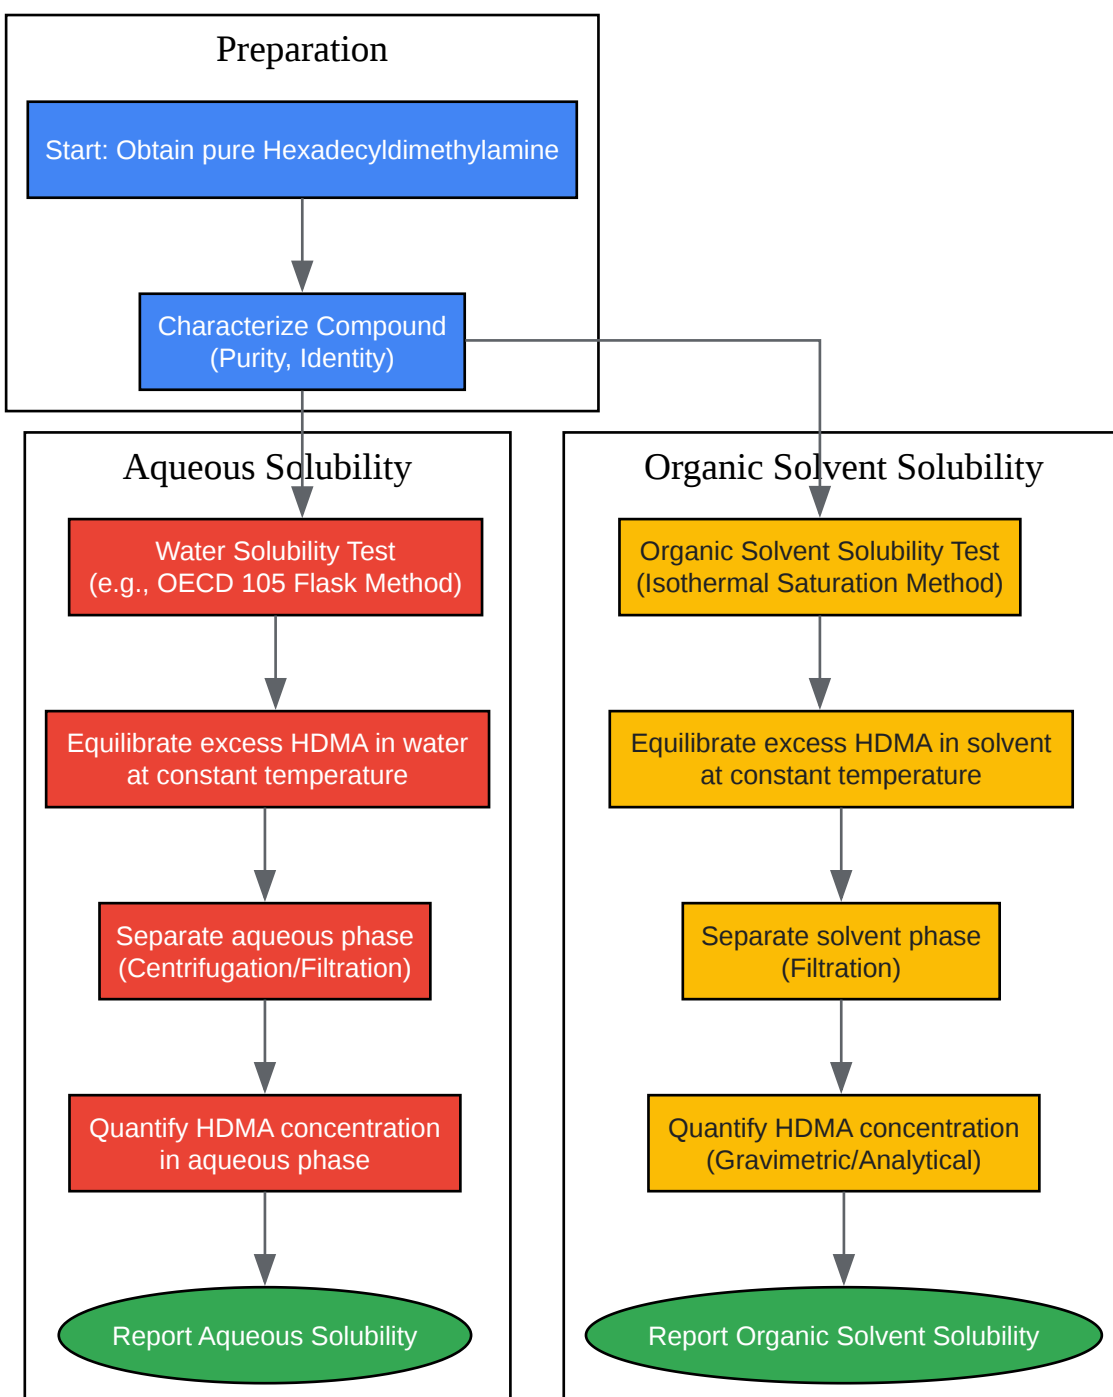 Preparation
Start: Obtain pure Hexadecyldimethylamine
Characterize Compound
(Purity, Identity)
Aqueous Solubility
Water Solubility Test
(e.g., OECD 105 Flask Method)
Equilibrate excess HDMA in water
at constant temperature
Separate aqueous phase
(Centrifugation/Filtration)
Quantify HDMA concentration
in aqueous phase
Report Aqueous Solubility
Organic Solvent Solubility
Organic Solvent Solubility Test
(Isothermal Saturation Method)
Equilibrate excess HDMA in solvent
at constant temperature
Separate solvent phase
(Filtration)
Quantify HDMA concentration
(Gravimetric/Analytical)
Report Organic Solvent Solubility